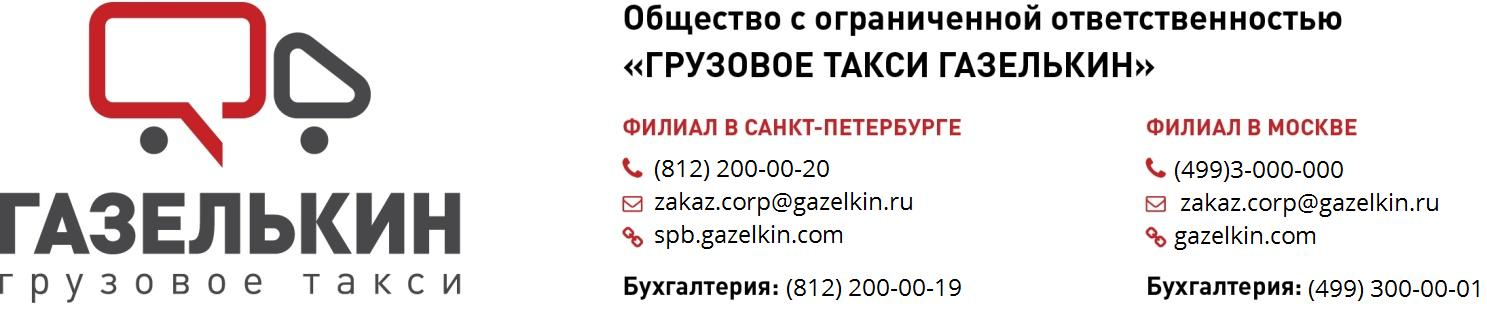 ГАЗЕЛЬКИН
грузовое такси
Общество с ограниченной ответственностью
«ГРУЗОВОЕ ТАКСИ ГАЗЕЛЬКИН»
ФИЛИАЛ В САНКТ-ПЕТЕРБУРГЕ
(812) 200-00-20
zakaz.corp@gazelkin.ru
spb.gazelkin.com
Бухгалтерия: (812) 200-00-19
ФИЛИАЛ В МОСКВЕ
(499)3-000-000
zakaz.corp@gazelkin.ru
gazelkin.com
Бухгалтерия: (499) 300-00-01